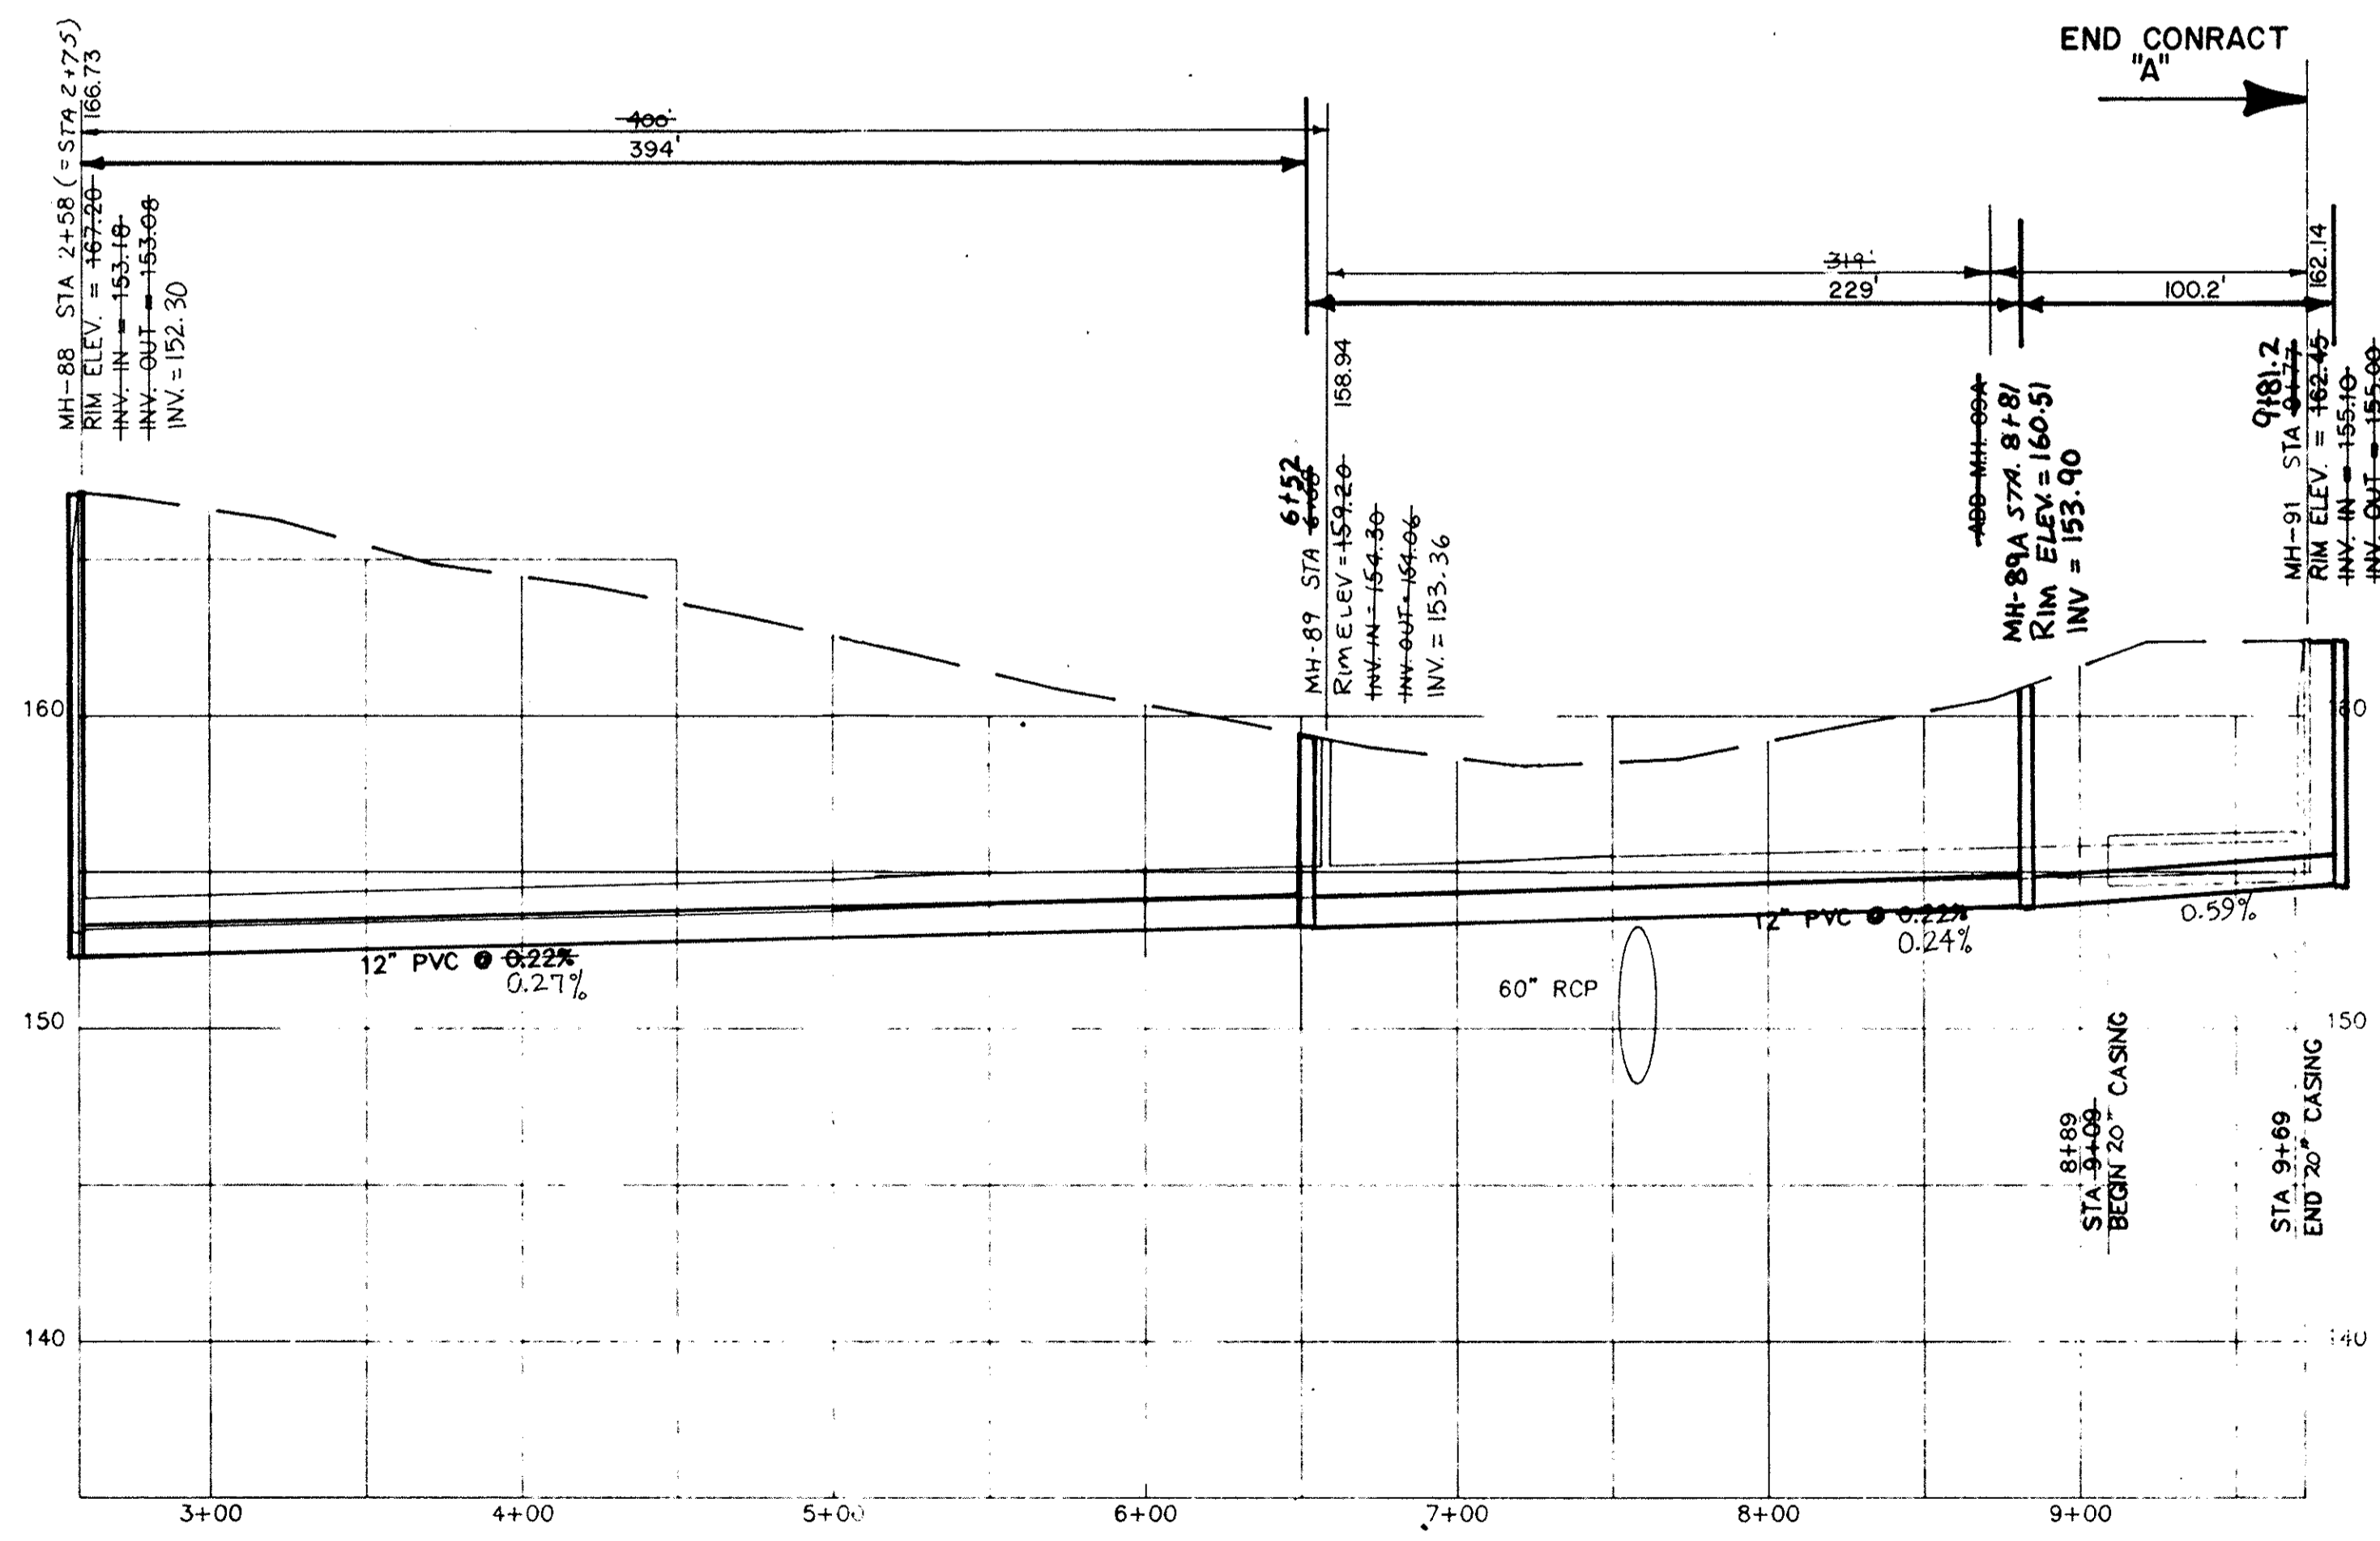 END CONRACT
"A"
MH-88 STA 2+58 (=STA 2+75)
166.73
RIM ELEV. = 167.20
INV. IN = 153.18
INV. OUT = 153.08
INV. = 152.30
400'
394'
319'
229'
100.2'
6+52
MH-89 STA
158.94
RIM ELEV = 159.20
INV. IN = 154.30
INV. OUT = 154.06
INV. = 153.36
ADD M.H. 89A
MH-89A STA. 8+81
RIM ELEV. = 160.51
INV = 153.90
9+81.2
MH-91 STA 9+77
162.14
RIM ELEV. = 162.45
INV. IN = 155.10
INV. OUT = 155.00
160
160
12" PVC @ 0.22%
0.27%
12" PVC @ 0.22%
0.24%
0.59%
60" RCP
150
150
8+89
STA 9+09
BEGIN 20" CASING
STA 9+69
END 20" CASING
140
140
3+00
4+00
5+00
6+00
7+00
8+00
9+00